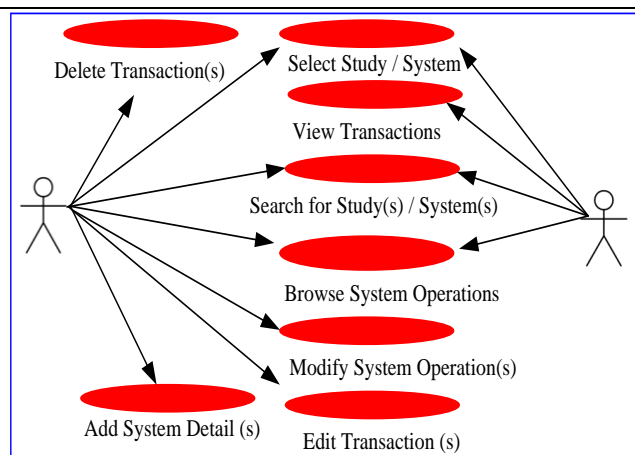 Delete Transaction(s)
Select Study / System
View Transactions
Search for Study(s) / System(s)
Browse System Operations
Modify System Operation(s)
Add System Detail (s)
Edit Transaction (s)